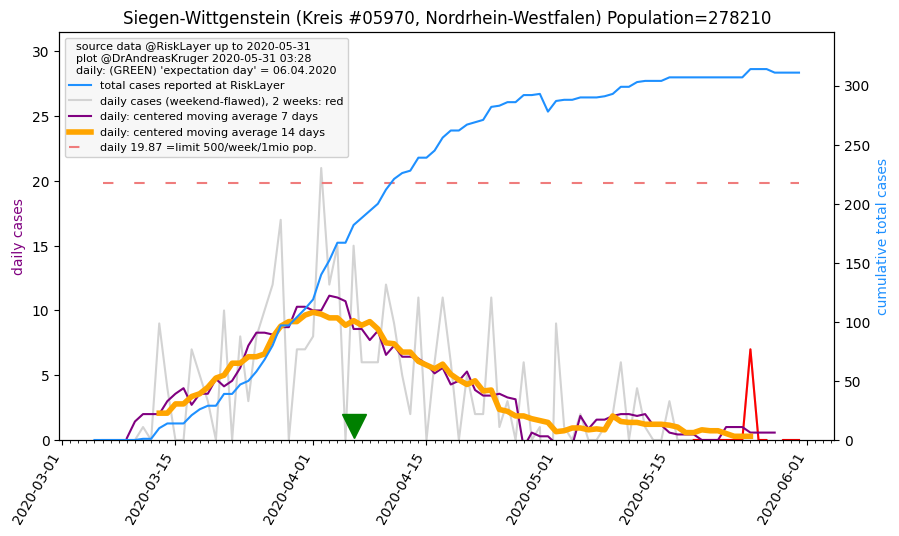 Siegen-Wittgenstein (Kreis #05970, Nordrhein-Westfalen) Population=278210
source data @RiskLayer up to 2020-05-31
plot @DrAndreasKruger 2020-05-31 03:28
daily: (GREEN) 'expectation day' = 06.04.2020
total cases reported at RiskLayer
daily cases (weekend-flawed), 2 weeks: red
daily: centered moving average 7 days
daily: centered moving average 14 days
daily 19.87 =limit 500/week/1mio pop.
daily cases
30
25
20
15
10
5
0
cumulative total cases
300
250
200
150
100
50
0
2020-03-01
2020-03-15
2020-04-01
2020-04-15
2020-05-01
2020-05-15
2020-06-01